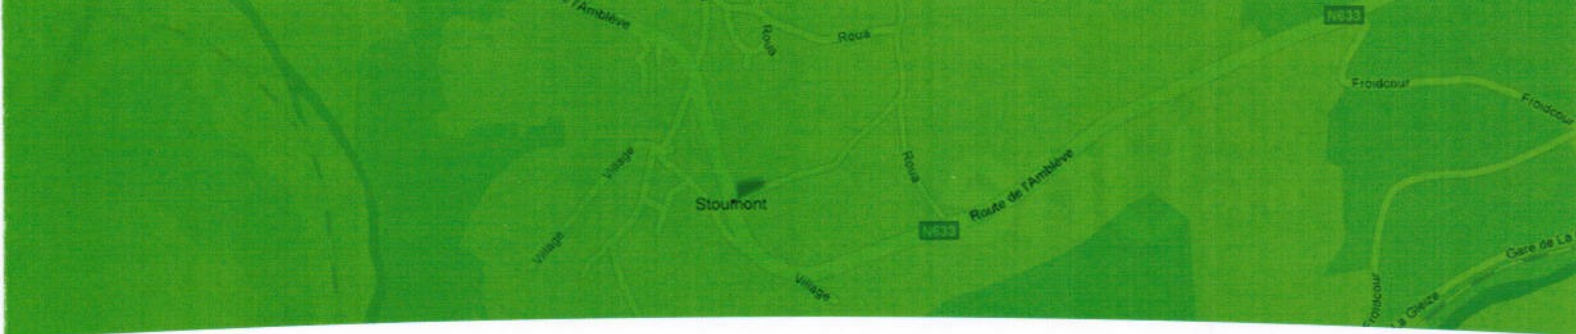 l'Amblève
N633
Roua
Roua
Froidcour
Froidcour
Village
Roua
Route de l'Amblève
Stoumont
N633
Village
Gare de La
Village
Froidcour
La Gleize